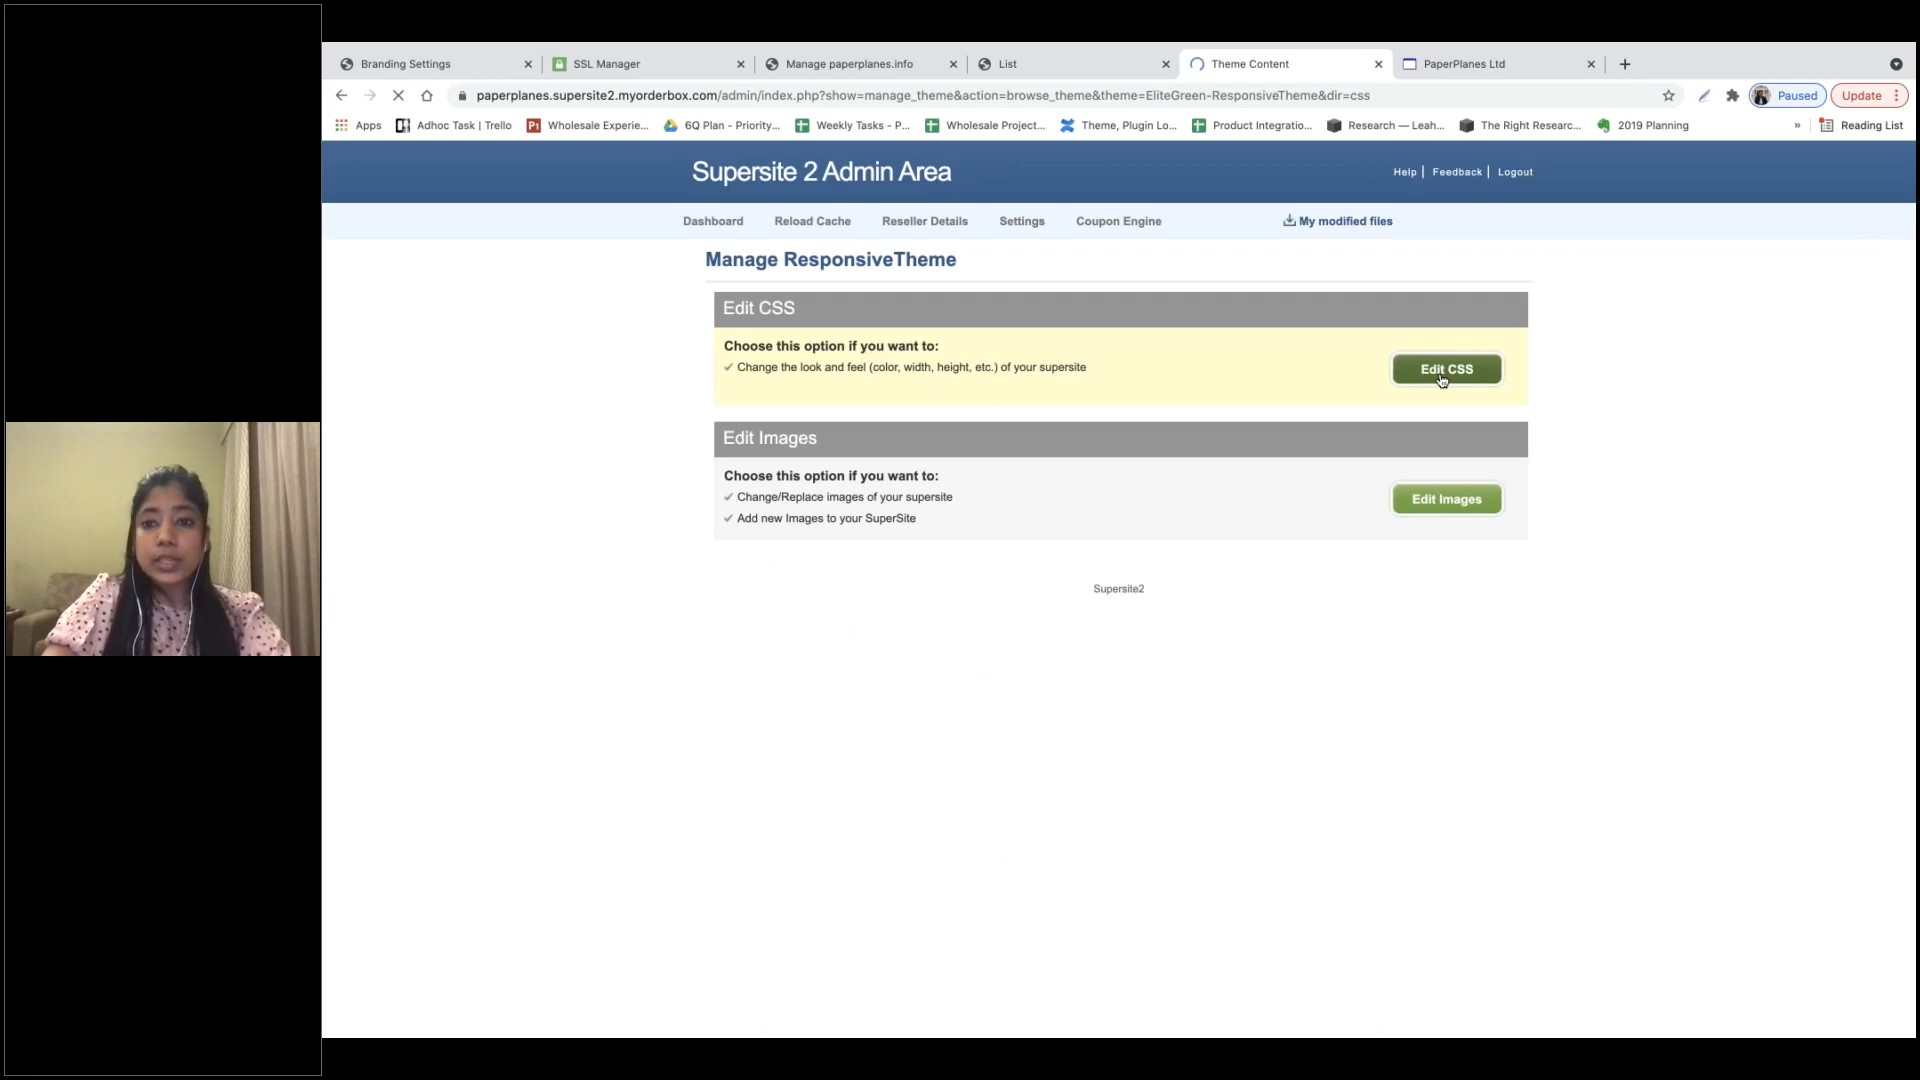 Branding Settings
SSL Manager
Manage paperplanes.info
List
Theme Content
PaperPlanes Ltd
paperplanes.supersite2.myorderbox.com/admin/index.php?show=manage_theme&action=browse_theme&theme=EliteGreen-ResponsiveTheme&dir=css
Paused
Update
Apps
Adhoc Task | Trello
Wholesale Experie...
6Q Plan - Priority...
Weekly Tasks - P...
Wholesale Project...
Theme, Plugin Lo...
Product Integratio...
Research — Leah...
The Right Researc...
2019 Planning
»
Reading List
Supersite 2 Admin Area
Help | Feedback | Logout
Dashboard
Reload Cache
Reseller Details
Settings
Coupon Engine
My modified files
Manage ResponsiveTheme
Edit CSS
Choose this option if you want to:
Change the look and feel (color, width, height, etc.) of your supersite
Edit CSS
Edit Images
Choose this option if you want to:
Change/Replace images of your supersite
Add new Images to your SuperSite
Edit Images
Supersite2